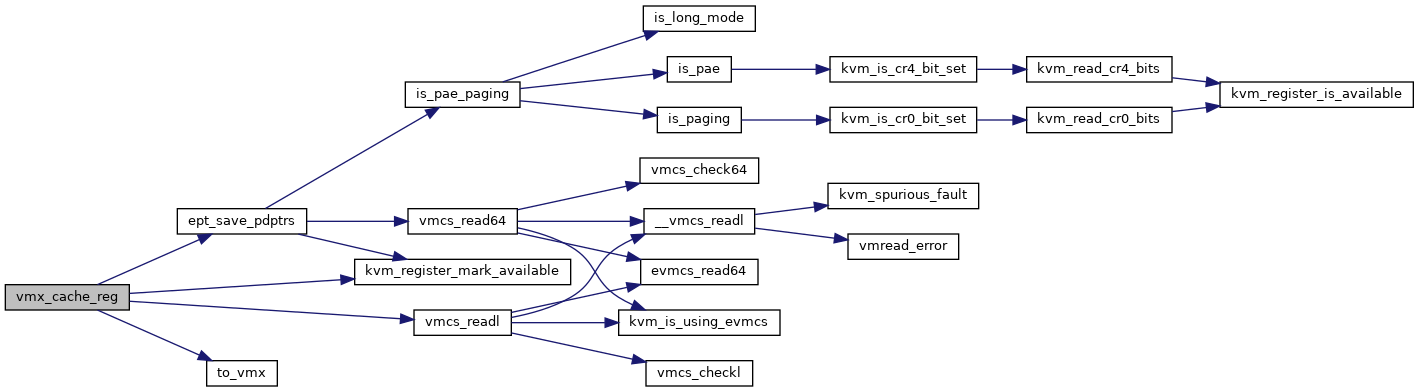 is_long_mode
is_pae
kvm_is_cr4_bit_set
kvm_read_cr4_bits
is_pae_paging
kvm_register_is_available
is_paging
kvm_is_cr0_bit_set
kvm_read_cr0_bits
vmcs_check64
kvm_spurious_fault
ept_save_pdptrs
vmcs_read64
__vmcs_readl
vmread_error
kvm_register_mark_available
evmcs_read64
vmx_cache_reg
vmcs_readl
kvm_is_using_evmcs
to_vmx
vmcs_checkl